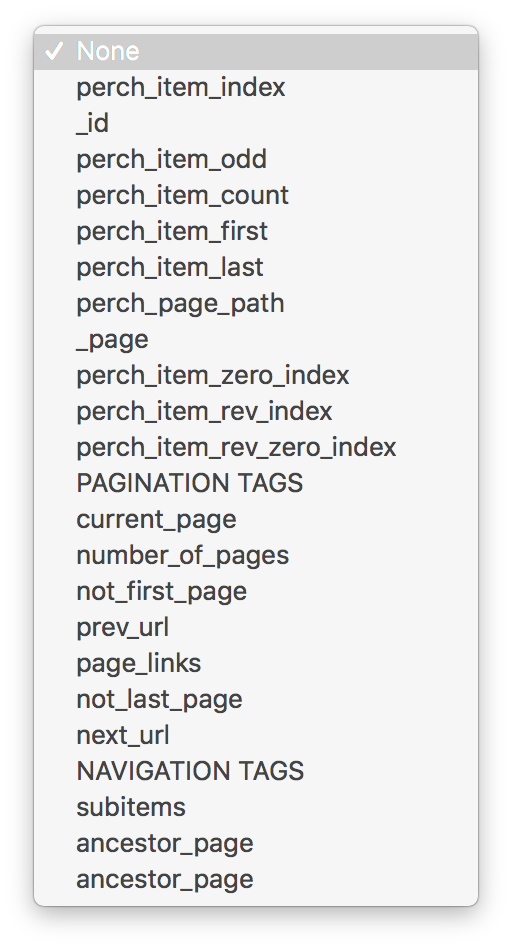 ✓ None
perch_item_index
_id
perch_item_odd
perch_item_count
perch_item_first
perch_item_last
perch_page_path
_page
perch_item_zero_index
perch_item_rev_index
perch_item_rev_zero_index
PAGINATION TAGS
current_page
number_of_pages
not_first_page
prev_url
page_links
not_last_page
next_url
NAVIGATION TAGS
subitems
ancestor_page
ancestor_page